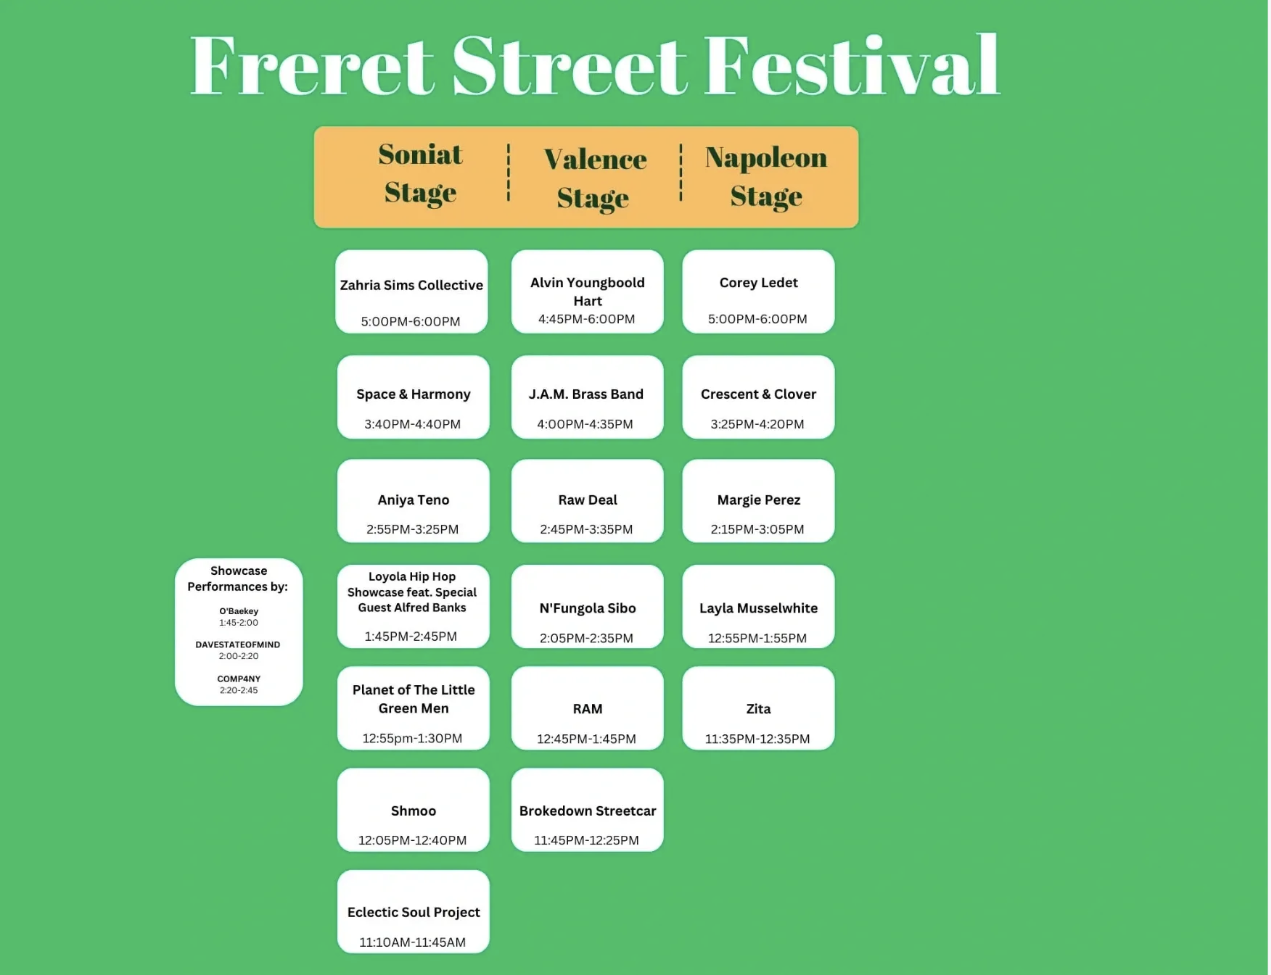 Freret Street Festival
Soniat
Stage
Valence
Stage
Napoleon
Stage
Zahria Sims Collective
5:00PM-6:00PM
Alvin Youngboold
Hart
4:45PM-6:00PM
Corey Ledet
5:00PM-6:00PM
Space & Harmony
3:40PM-4:40PM
J.A.M. Brass Band
4:00PM-4:35PM
Crescent & Clover
3:25PM-4:20PM
Aniya Teno
2:55PM-3:25PM
Raw Deal
2:45PM-3:35PM
Margie Perez
2:15PM-3:05PM
Showcase
Performances by:
O'Baekey
1:45-2:00
DAVESTATEOFMIND
2:00-2:20
COMP4NY
2:20-2:45
Loyola Hip Hop
Showcase feat. Special
Guest Alfred Banks
1:45PM-2:45PM
N'Fungola Sibo
2:05PM-2:35PM
Layla Musselwhite
12:55PM-1:55PM
Planet of The Little
Green Men
12:55pm-1:30PM
RAM
12:45PM-1:45PM
Zita
11:35PM-12:35PM
Shmoo
12:05PM-12:40PM
Brokedown Streetcar
11:45PM-12:25PM
Eclectic Soul Project
11:10AM-11:45AM